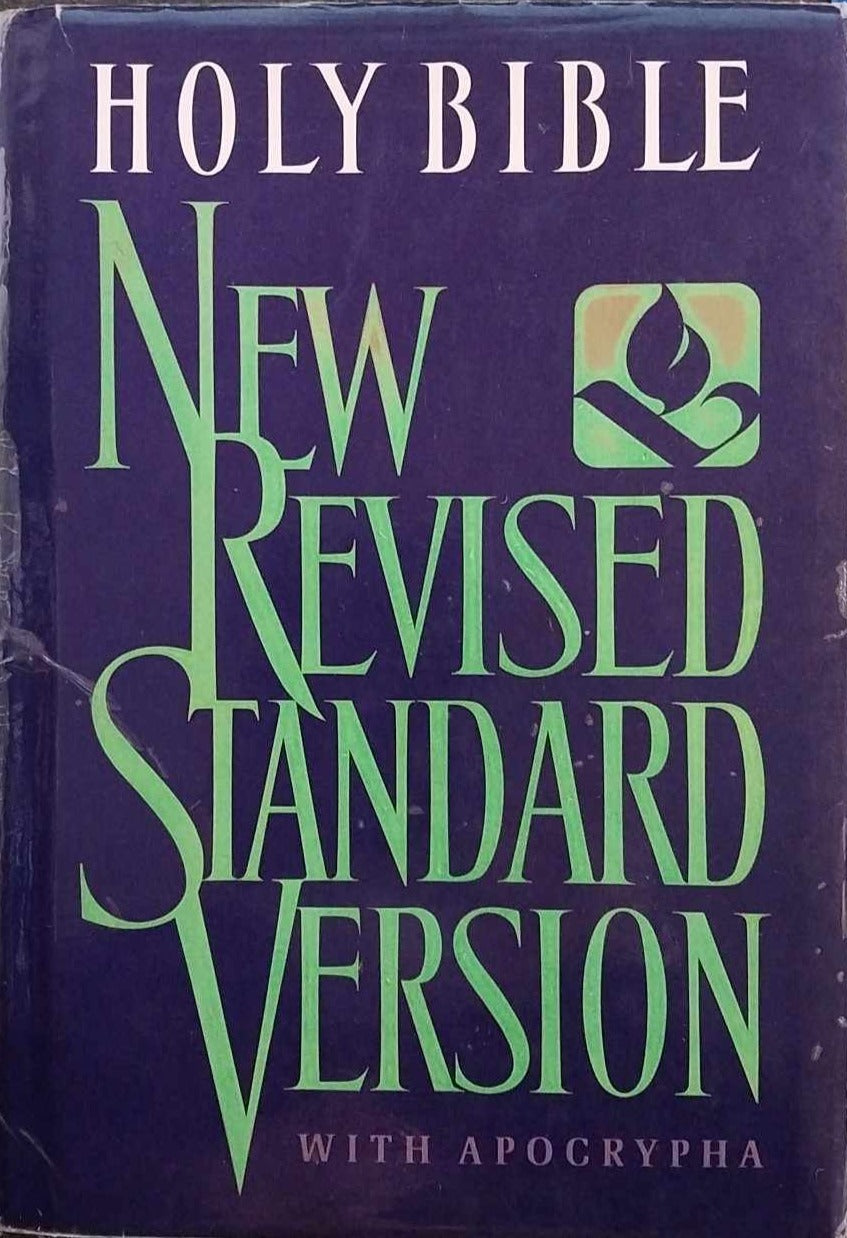 HOLY BIBLE
NEW
REVISED
STANDARD
VERSION
WITH APOCRYPHA